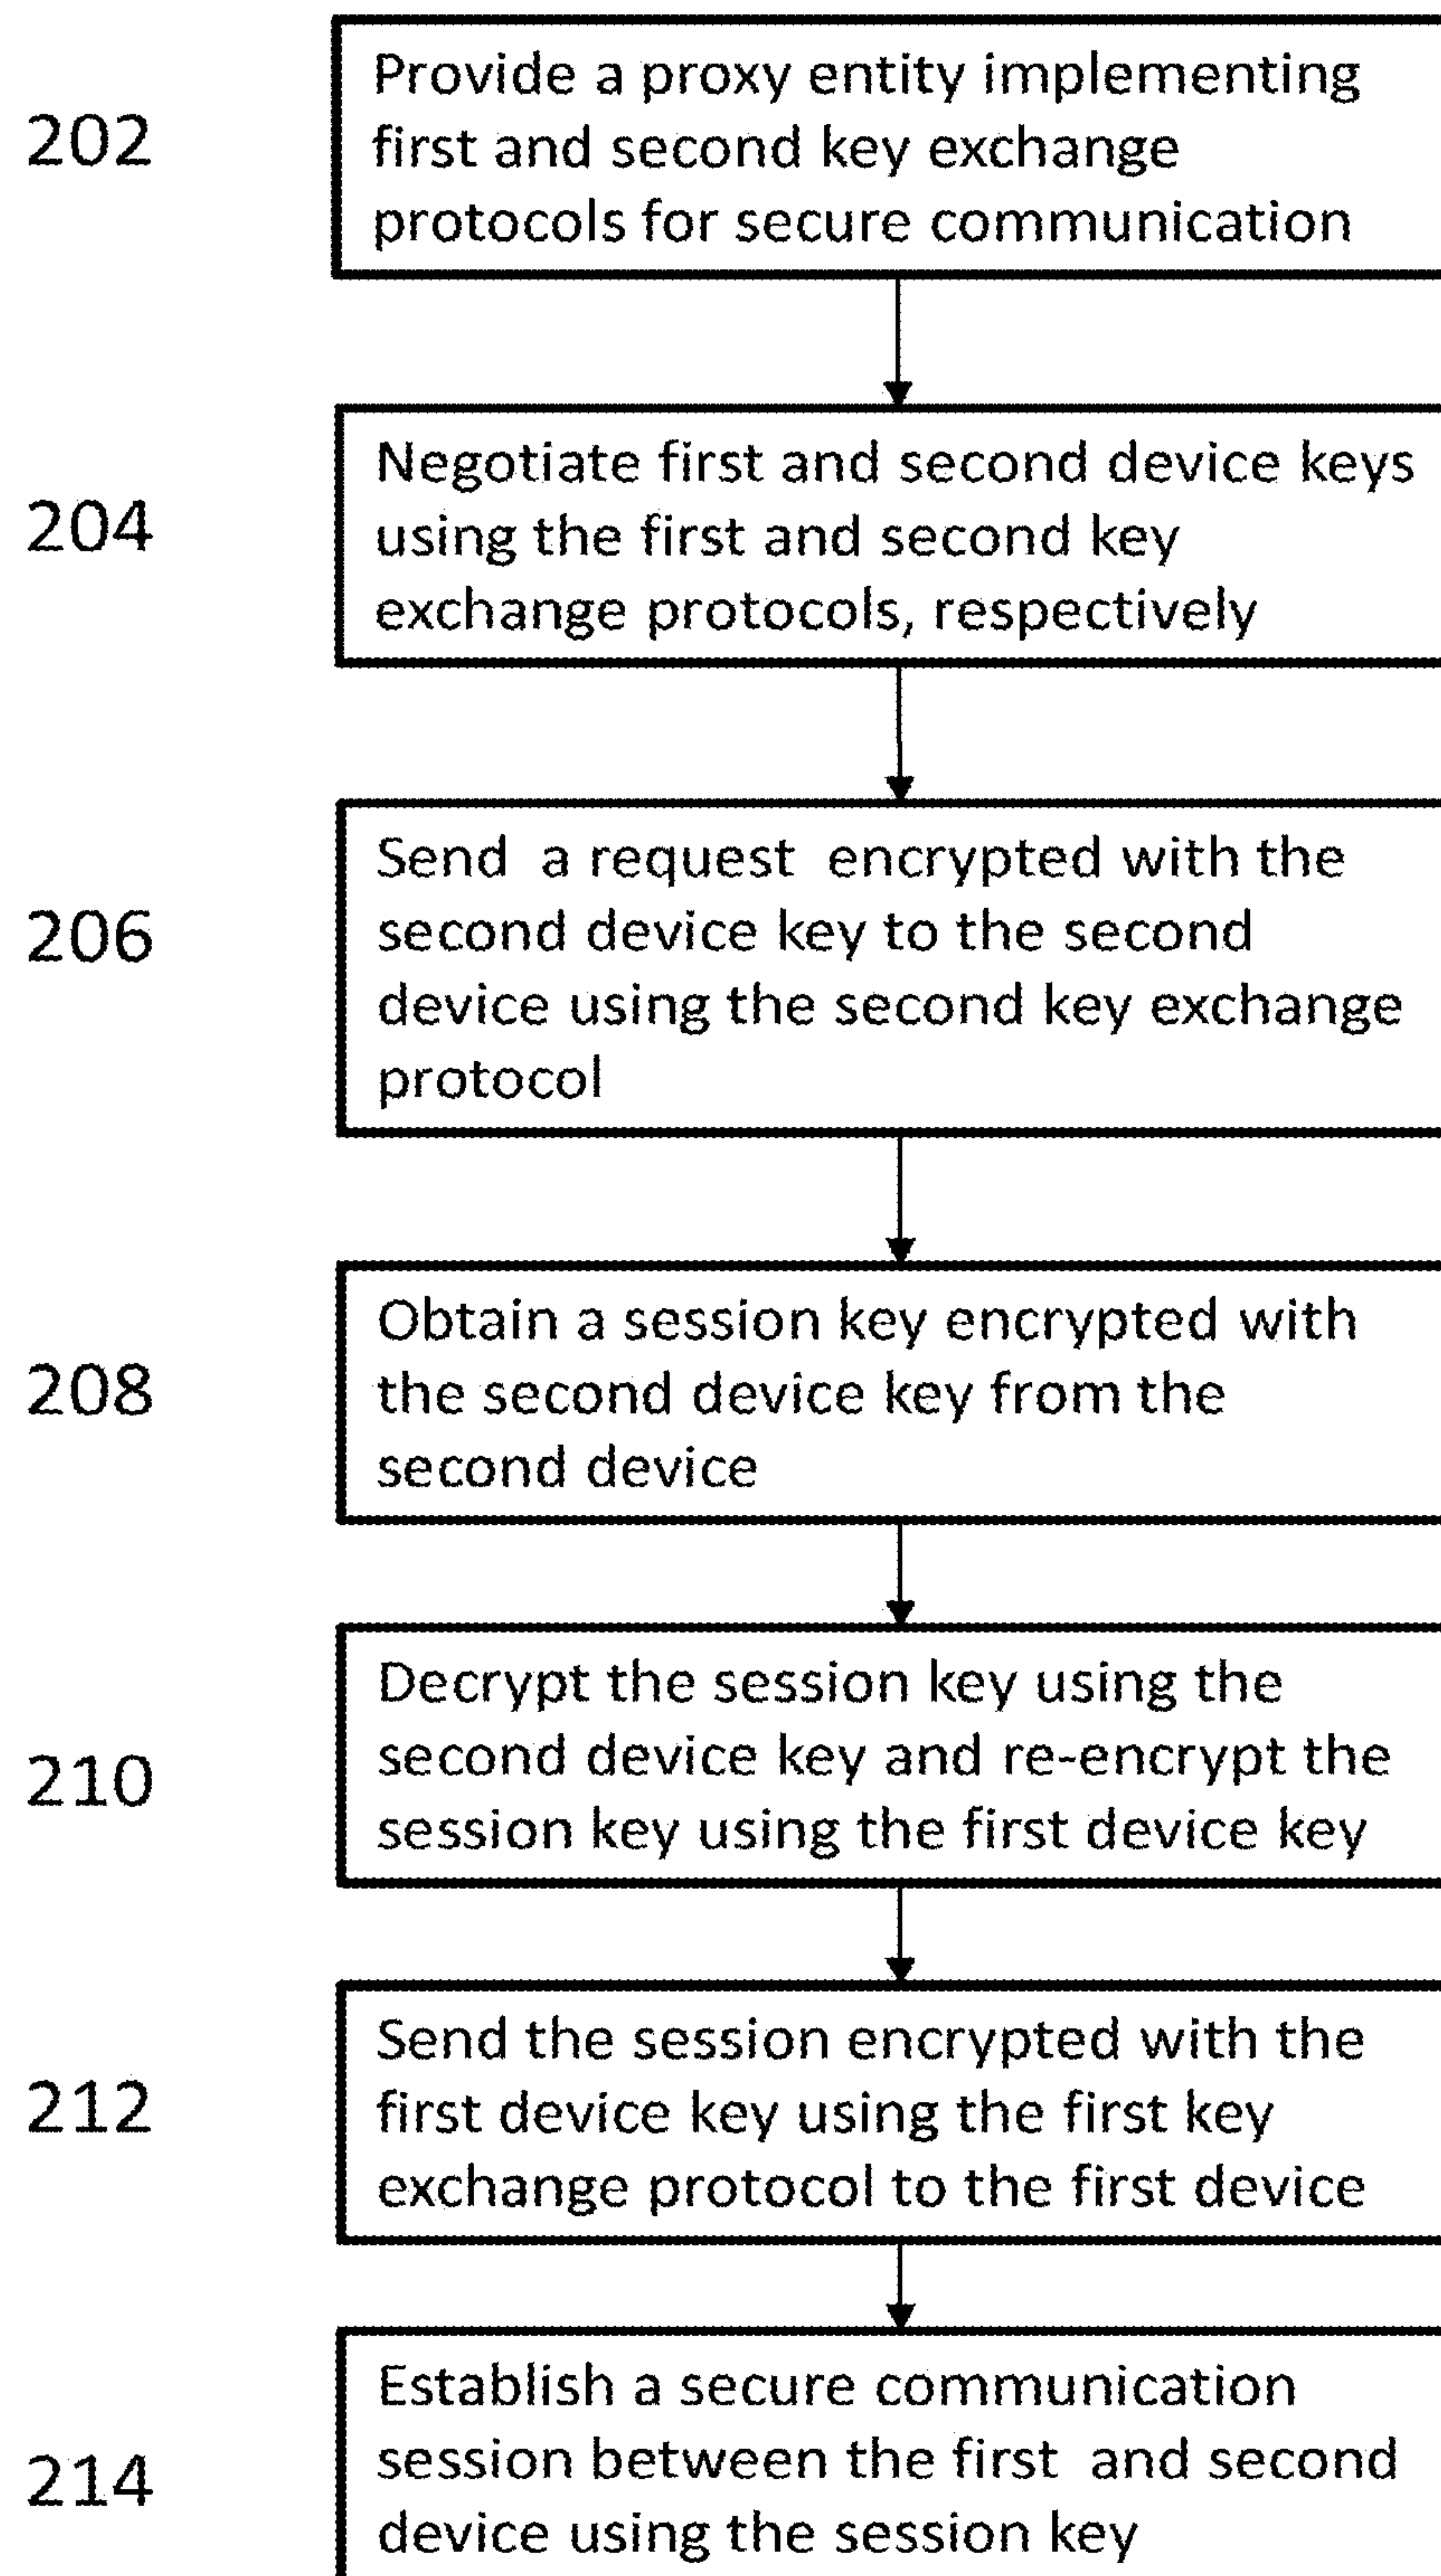 202
Provide a proxy entity implementing
first and second key exchange
protocols for secure communication
204
Negotiate first and second device keys
using the first and second key
exchange protocols, respectively
206
Send a request encrypted with the
second device key to the second
device using the second key exchange
protocol
208
Obtain a session key encrypted with
the second device key from the
second device
210
Decrypt the session key using the
second device key and re-encrypt the
session key using the first device key
212
Send the session encrypted with the
first device key using the first key
exchange protocol to the first device
214
Establish a secure communication
session between the first and second
device using the session key